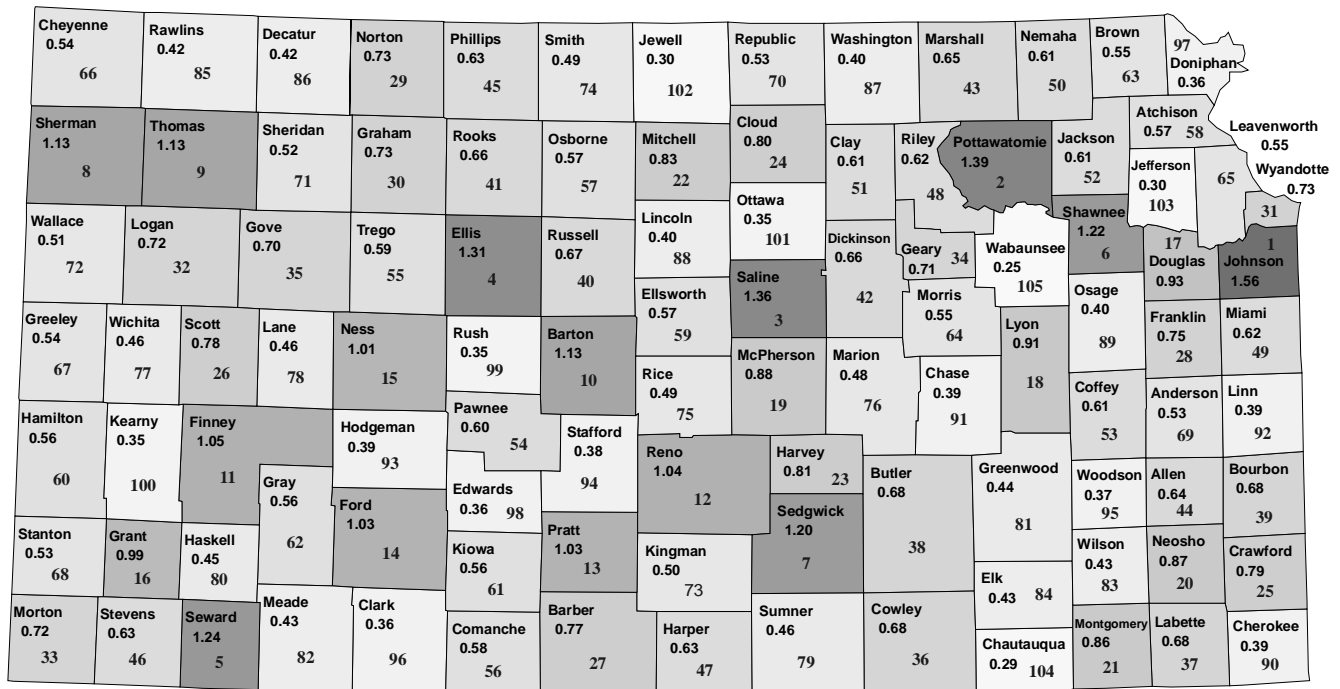 Cheyenne
0.54
66
Rawlins
0.42
85
Decatur
0.42
86
Norton
0.73
29
Phillips
0.63
45
Smith
0.49
74
Jewell
0.30
102
Republic
0.53
70
Washington
0.40
87
Marshall
0.65
43
Nemaha
0.61
50
Brown
0.55
63
97
Doniphan
0.36
Sherman
1.13
8
Thomas
1.13
9
Sheridan
0.52
71
Graham
0.73
30
Rooks
0.66
41
Osborne
0.57
57
Mitchell
0.83
22
Cloud
0.80
24
Clay
0.61
51
Riley
0.62
48
Pottawatomie
1.39
2
Jackson
0.61
52
Atchison
0.57 58
Jefferson
0.30
103
Leavenworth
0.55
65
Wyandotte
0.73
31
Wallace
0.51
72
Logan
0.72
32
Gove
0.70
35
Trego
0.59
55
Ellis
1.31
4
Russell
0.67
40
Lincoln
0.40
88
Ottawa
0.35
101
Dickinson
0.66
42
Geary
0.71
34
Wabaunsee
0.25
105
Shawnee
1.22
6
17
Douglas
0.93
1
Johnson
1.56
Saline
1.36
3
Ellsworth
0.57
59
Morris
0.55
64
Osage
0.40
89
Greeley
0.54
67
Wichita
0.46
77
Scott
0.78
26
Lane
0.46
78
Ness
1.01
15
Rush
0.35
99
Barton
1.13
10
Rice
0.49
75
McPherson
0.88
19
Marion
0.48
76
Chase
0.39
91
Lyon
0.91
18
Franklin
0.75
28
Miami
0.62
49
Coffey
0.61
53
Anderson
0.53
69
Linn
0.39
92
Hamilton
0.56
60
Kearny
0.35
100
Finney
1.05
11
Hodgeman
0.39
93
Pawnee
0.60
54
Stafford
0.38
94
Reno
1.04
12
Harvey
0.81
23
Butler
0.68
38
Greenwood
0.44
81
Woodson
0.37
95
Allen
0.64
44
Bourbon
0.68
39
Gray
0.56
62
Ford
1.03
14
Edwards
0.36 98
Sedgwick
1.20
7
Stanton
0.53
68
Grant
0.99
16
Haskell
0.45
80
Kiowa
0.56
61
Pratt
1.03
13
Kingman
0.50
73
Elk
0.43 84
Wilson
0.43
83
Neosho
0.87
20
Crawford
0.79
25
Morton
0.72
33
Stevens
0.63
46
Seward
1.24
5
Meade
0.43
82
Clark
0.36
96
Comanche
0.58
56
Barber
0.77
27
Harper
0.63
47
Sumner
0.46
79
Cowley
0.68
36
Chautauqua
0.29 104
Montgomery
0.86
21
Labette
0.68
37
Cherokee
0.39
90